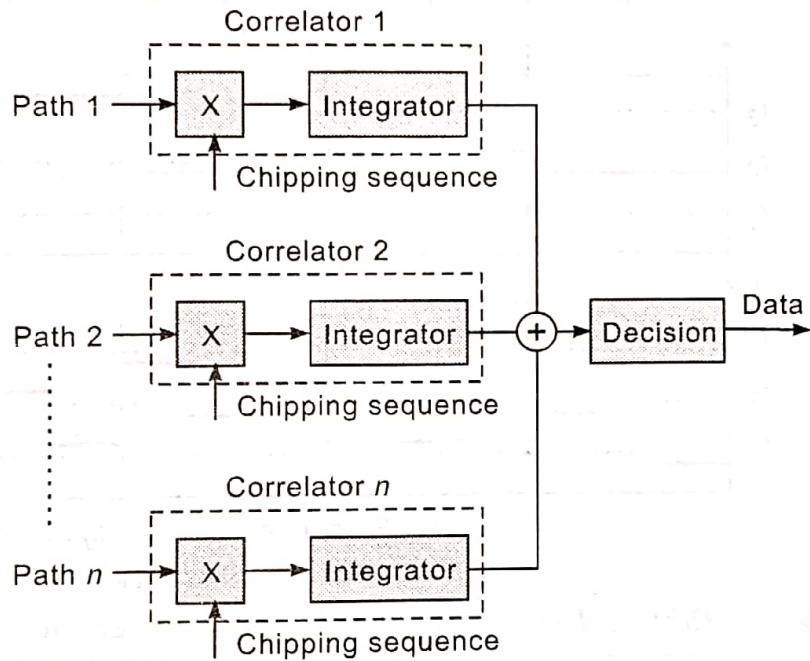 Correlator 1
Path 1
X
Integrator
Chipping sequence
Correlator 2
Path 2
X
Integrator
+
Decision
Data
Chipping sequence
Correlator n
Path n
X
Integrator
Chipping sequence